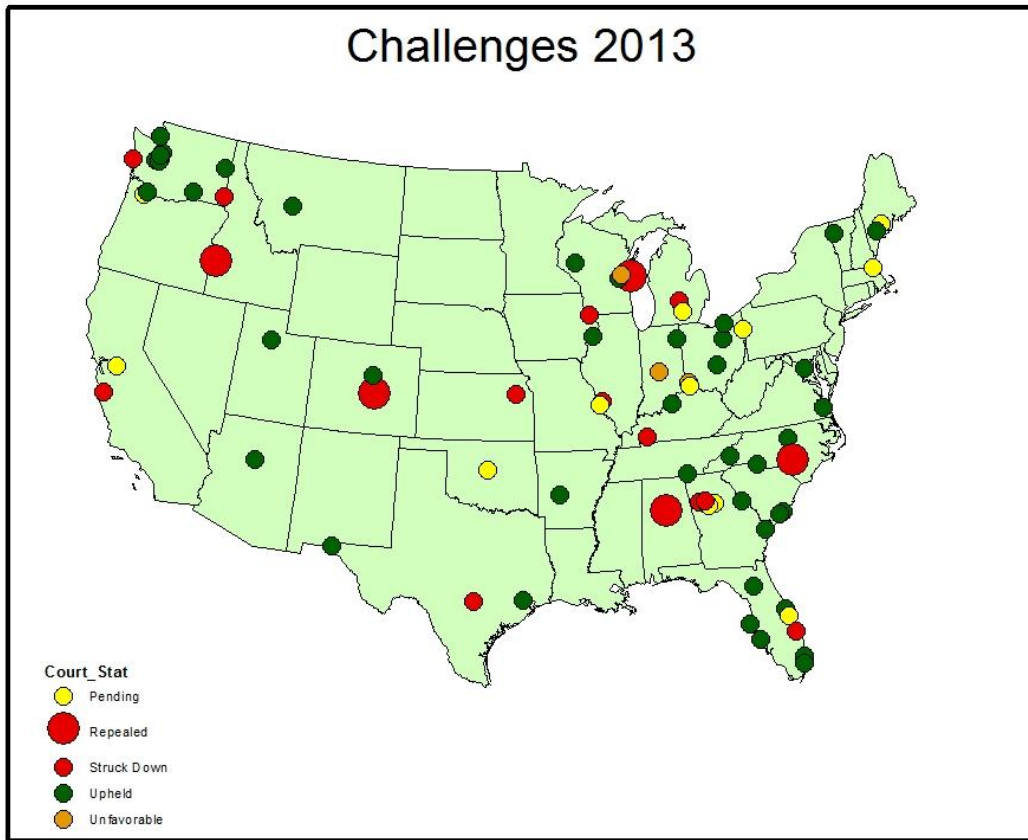 Challenges 2013
Court_Stat
Pending
Repealed
Struck Down
Upheld
Unfavorable